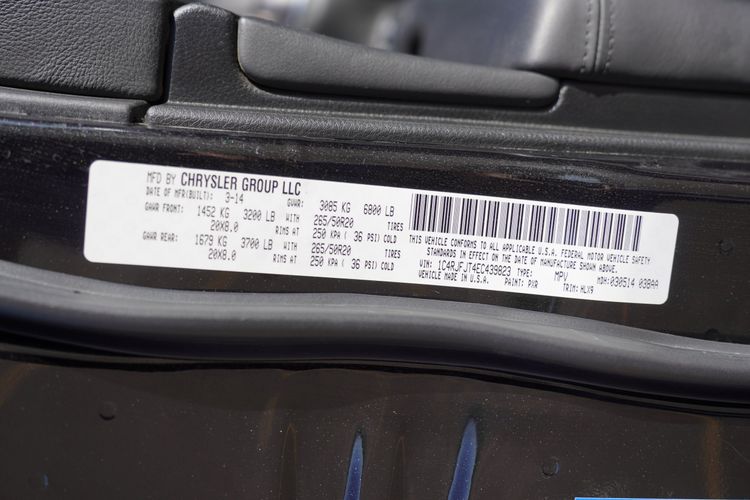 MFD BY CHRYSLER GROUP LLC
DATE OF MFR(BUILT): 3-14 GVWR: 3085 KG 6800 LB
GAWR FRONT: 1452 KG 3200 LB WITH 265/50R20 TIRES
20X8.0 RIMS AT 250 KPA ( 36 PSI) COLD
GAWR REAR: 1679 KG 3700 LB WITH 265/50R20 TIRES
20X8.0 RIMS AT 250 KPA ( 36 PSI) COLD
THIS VEHICLE CONFORMS TO ALL APPLICABLE U.S.A. FEDERAL MOTOR VEHICLE SAFETY
STANDARDS IN EFFECT ON THE DATE OF MANUFACTURE SHOWN ABOVE.
VIN: 1C4RJFJT4EC439823 TYPE: MPV MDH:030514 038AA
VEHICLE MADE IN U.S.A. PAINT: PXR TRIM: HLX9